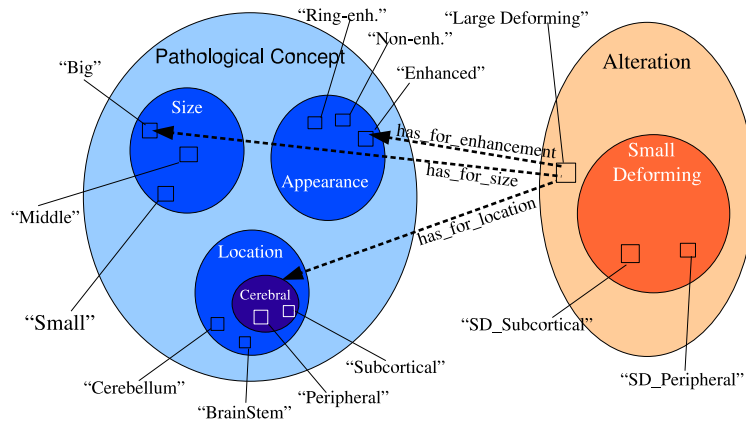 “Ring-enh.”
“Large Deforming”
“Non-enh.”
Pathological Concept
“Big”
“Enhanced”
Alteration
Size
has_for_enhancement
Small
Deforming
has_for_size
Appearance
“Middle”
has_for_location
Location
Cerebral
“Small”
“SD_Subcortical”
“Subcortical”
“SD_Peripheral”
“Cerebellum”
“Peripheral”
“BrainStem”